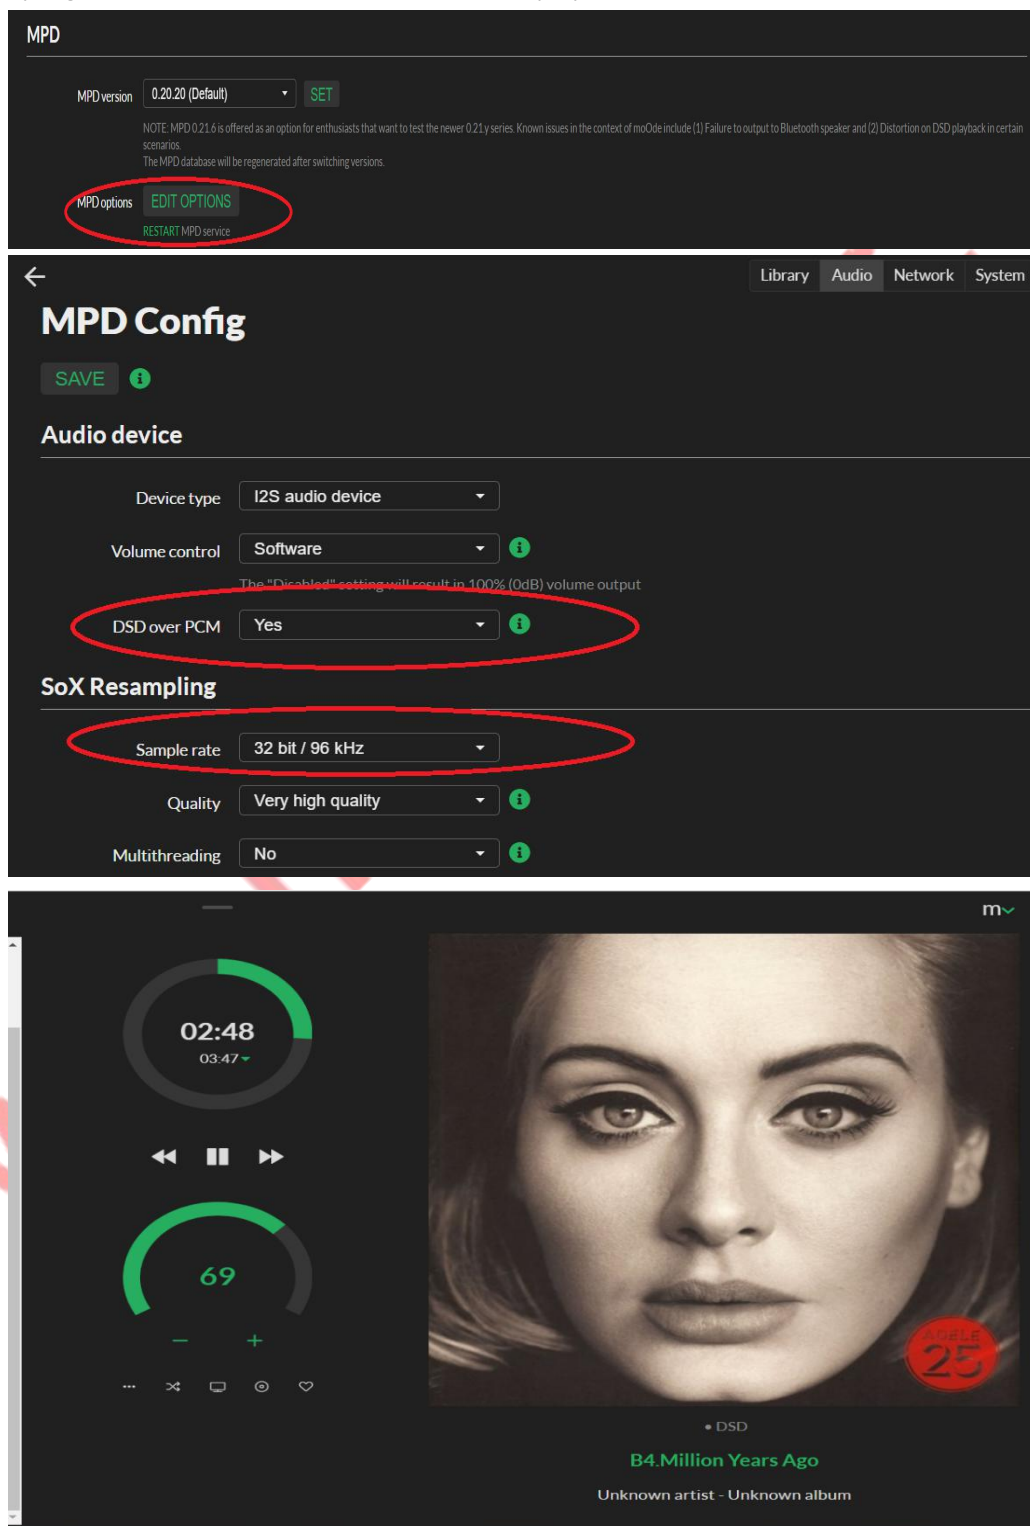 MPD
MPD version 0.20.20 (Default) SET
NOTE: MPD 0.21.6 is offered as an option for enthusiasts that want to test the newer 0.21.y series. Known issues in the context of moOde include (1) Failure to output to Bluetooth speaker and (2) Distortion on DSD playback in certain
scenarios.
The MPD database will be regenerated after switching versions.
MPD options EDIT OPTIONS
RESTART MPD service
Library Audio Network System
MPD Config
SAVE
Audio device
Device type I2S audio device
Volume control Software
The "Disabled" setting will result in 100% (0dB) volume output
DSD over PCM Yes
SoX Resampling
Sample rate 32 bit / 96 kHz
Quality Very high quality
Multithreading No
m
02:48
03:47
69
ADELE
25
• DSD
B4.Million Years Ago
Unknown artist - Unknown album